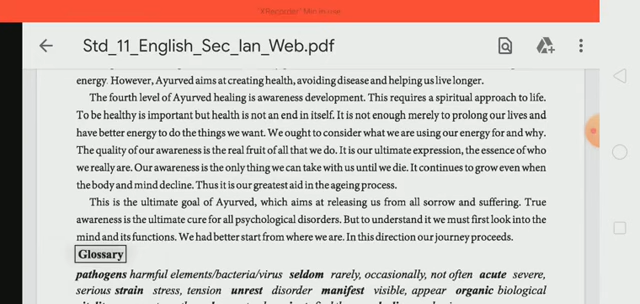 Std_11_English_Sec_lan_Web.pdf
energy. However, Ayurved aims at creating health, avoiding disease and helping us live longer.
The fourth level of Ayurved healing is awareness development. This requires a spiritual approach to life.
To be healthy is important but health is not an end in itself. It is not enough merely to prolong our lives and
have better energy to do the things we want. We ought to consider what we are using our energy for and why.
The quality of our awareness is the real fruit of all that we do. It is our ultimate expression, the essence of who
we really are. Our awareness is the only thing we can take with us until we die. It continues to grow even when
the body and mind decline. Thus it is our greatest aid in the ageing process.
This is the ultimate goal of Ayurved, which aims at releasing us from all sorrow and suffering. True
awareness is the ultimate cure for all psychological disorders. But to understand it we must first look into the
mind and its functions. We had better start from where we are. In this direction our journey proceeds.
Glossary
pathogens harmful elements/bacteria/virus seldom rarely, occasionally, not often acute severe,
serious strain stress, tension unrest disorder manifest visible, appear organic biological